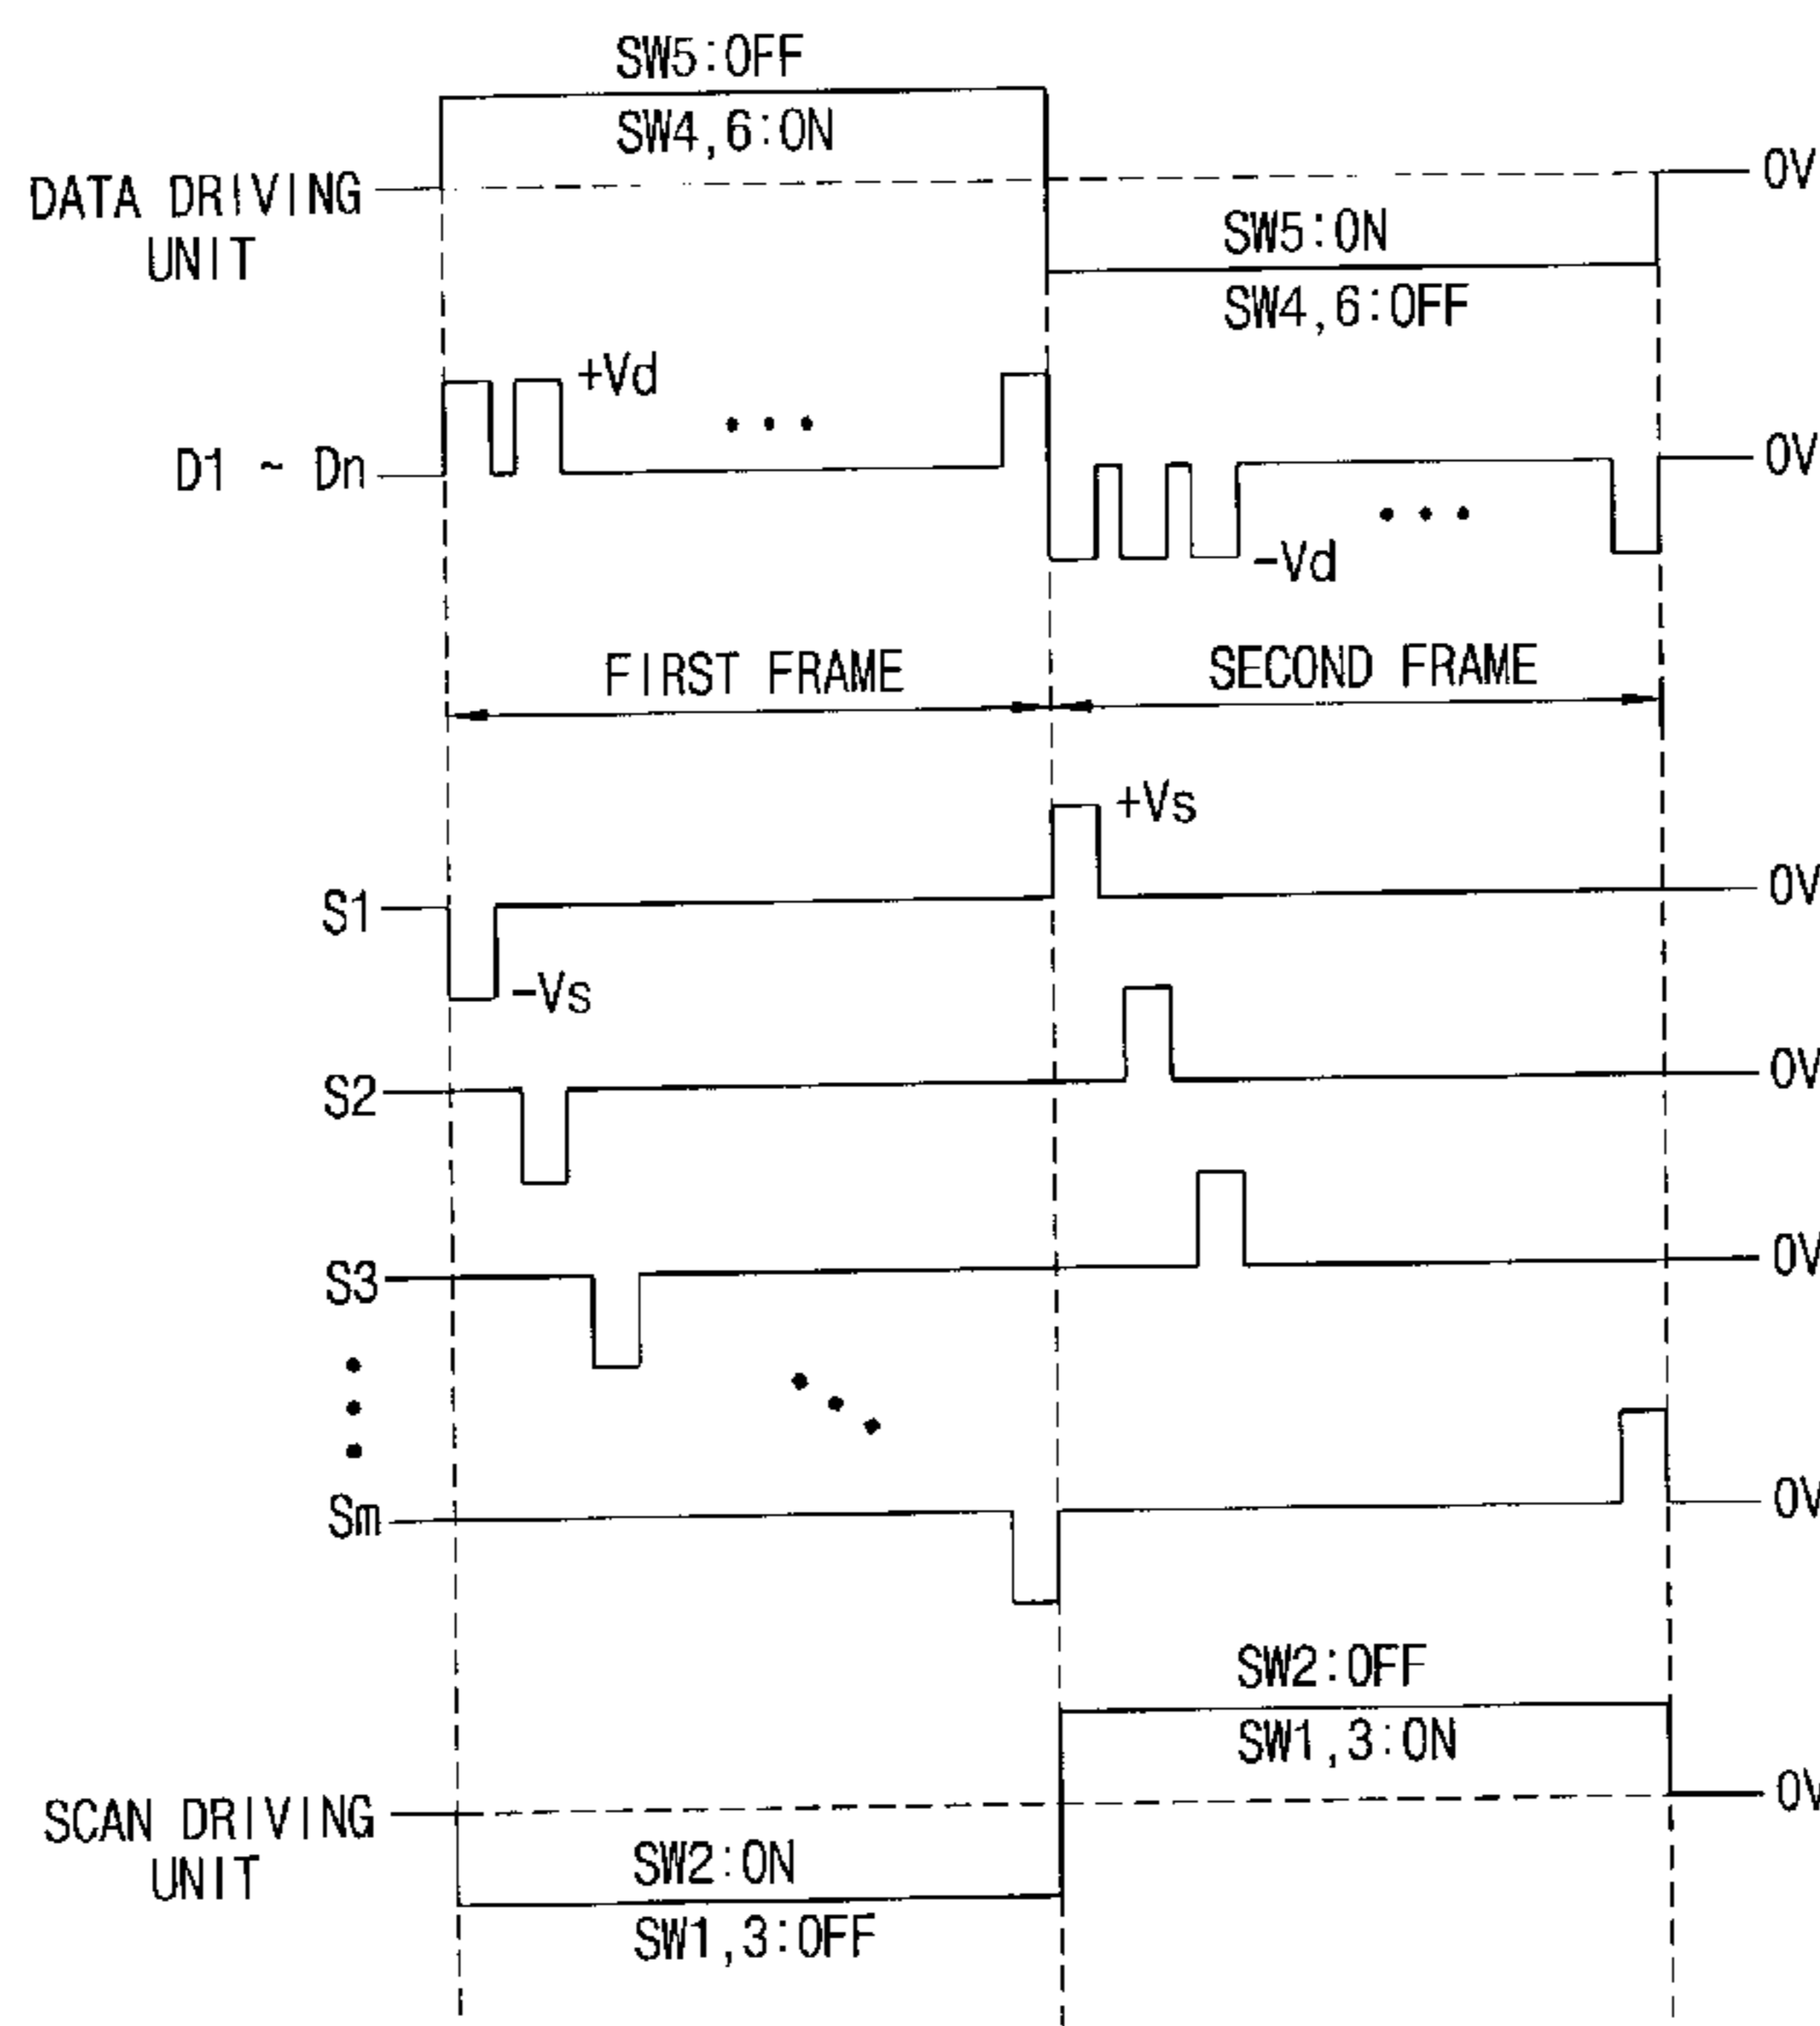 SW5:OFF
SW4,6:ON
DATA DRIVING
UNIT
0V
SW5:ON
SW4,6:OFF
+Vd
D1 ~ Dn
0V
-Vd
FIRST FRAME
SECOND FRAME
+Vs
S1
0V
-Vs
S2
0V
S3
0V
Sm
0V
SW2:OFF
SW1,3:ON
SCAN DRIVING
UNIT
0V
SW2:ON
SW1,3:OFF